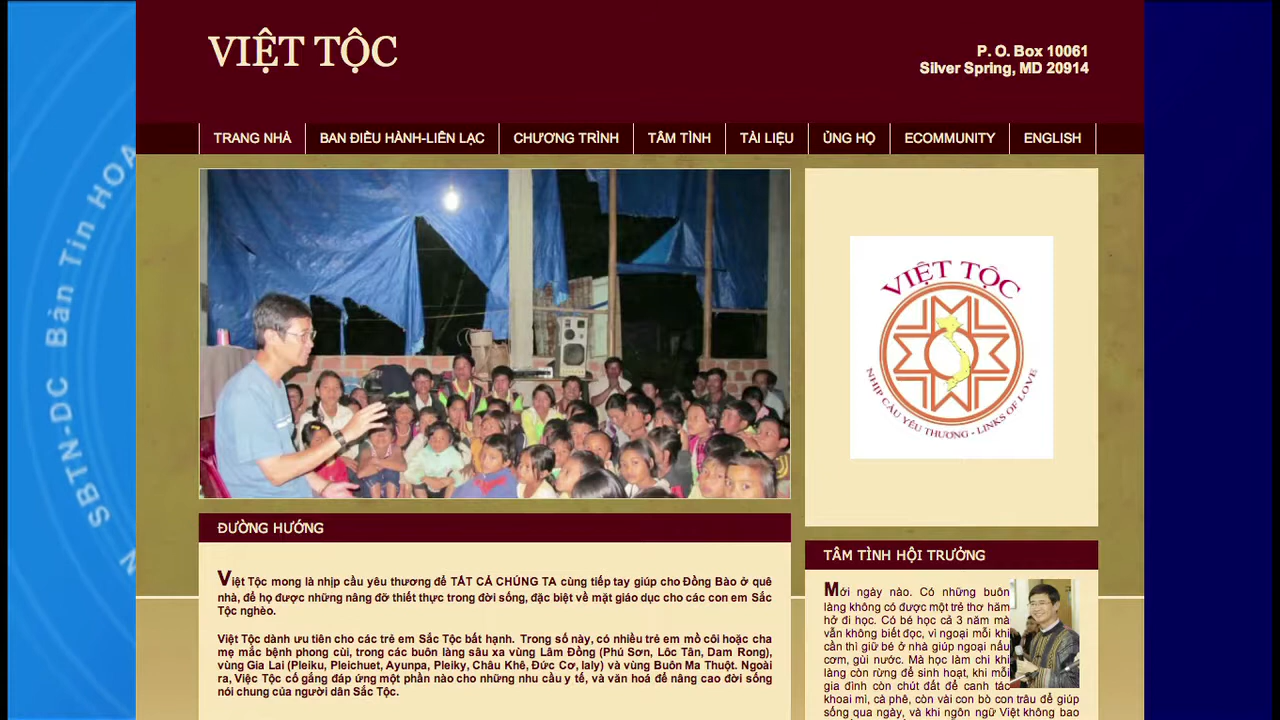 VIỆT TỘC
P. O. Box 10061
Silver Spring, MD 20914
TRANG NHÀ
BAN ĐIỀU HÀNH-LIÊN LẠC
CHƯƠNG TRÌNH
TÂM TÌNH
TÀI LIỆU
ỦNG HỘ
ECOMMUNITY
ENGLISH
SBTN-DC Bản Tin HOA
N
VIỆT TỘC
NHỊP CẦU YÊU THƯƠNG - LINKS OF LOVE
ĐƯỜNG HƯỚNG
Việt Tộc mong là nhịp cầu yêu thương để TẤT CẢ CHÚNG TA cùng tiếp tay giúp cho Đồng Bào ở quê
nhà, để họ được những nâng đỡ thiết thực trong đời sống, đặc biệt về mặt giáo dục cho các con em Sắc
Tộc nghèo.
Việt Tộc dành ưu tiên cho các trẻ em Sắc Tộc bất hạnh. Trong số này, có nhiều trẻ em mồ côi hoặc cha
mẹ mắc bệnh phong cùi, trong các buôn làng sâu xa vùng Lâm Đồng (Phú Sơn, Lộc Tân, Dam Rong),
vùng Gia Lai (Pleiku, Pleichuet, Ayunpa, Pleiky, Châu Khê, Đức Cơ, Ialy) và vùng Buôn Ma Thuột. Ngoài
ra, Việc Tộc cố gắng đáp ứng một phần nào cho những nhu cầu y tế, và văn hoá để nâng cao đời sống
nói chung của người dân Sắc Tộc.
TÂM TÌNH HỘI TRƯỞNG
Mới ngày nào. Có những buôn
làng không có được một trẻ thơ hăm
hở đi học. Có bé học cả 3 năm mà
vẫn không biết đọc, vì ngoại mỗi khi
cần thì giữ bé ở nhà giúp ngoại nấu
cơm, gùi nước. Mà học làm chi khi
làng còn rừng để sinh hoạt, khi mỗi
gia đình còn chút đất để canh tác
khoai mì, cà phê, còn vài con bò con trâu để giúp
sống qua ngày, và khi ngôn ngữ Việt không bao